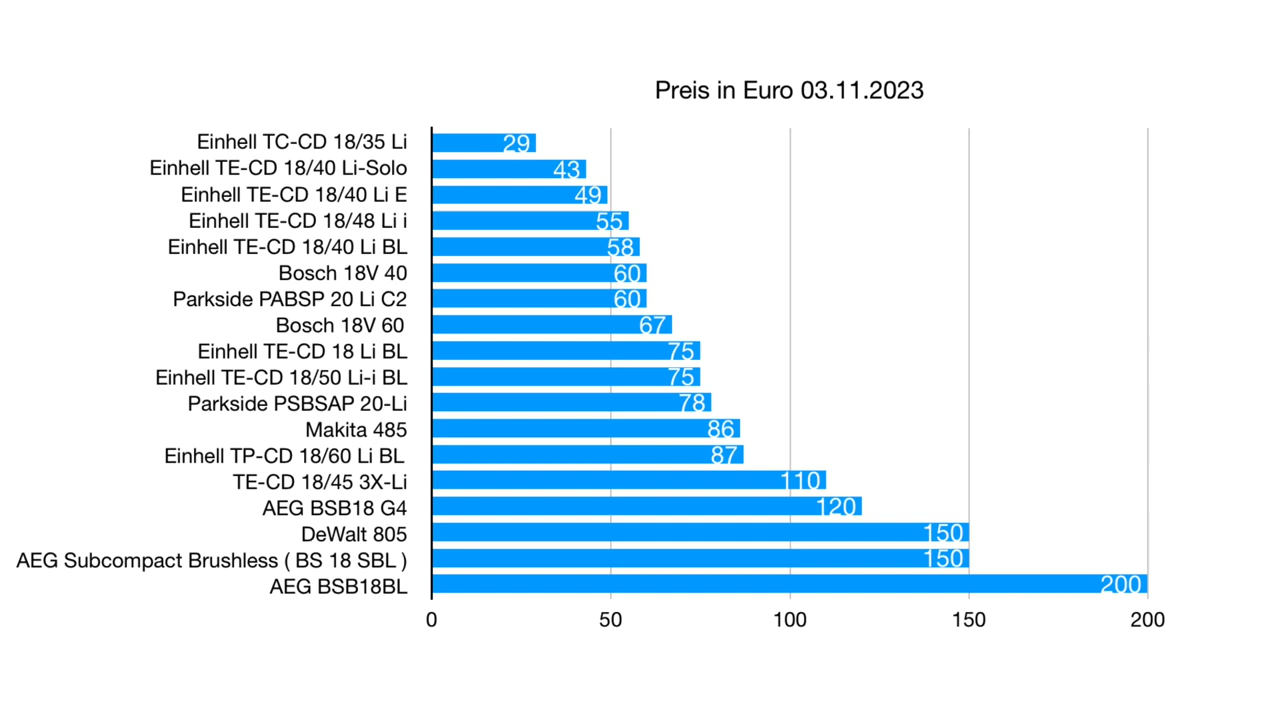 Preis in Euro 03.11.2023
Einhell TC-CD 18/35 Li 29
Einhell TE-CD 18/40 Li-Solo 43
Einhell TE-CD 18/40 Li E 49
Einhell TE-CD 18/48 Li i 55
Einhell TE-CD 18/40 Li BL 58
Bosch 18V 40 60
Parkside PABSP 20 Li C2 60
Bosch 18V 60 67
Einhell TE-CD 18 Li BL 75
Einhell TE-CD 18/50 Li-i BL 75
Parkside PSBSAP 20-Li 78
Makita 485 86
Einhell TP-CD 18/60 Li BL 87
TE-CD 18/45 3X-Li 110
AEG BSB18 G4 120
DeWalt 805 150
AEG Subcompact Brushless ( BS 18 SBL ) 150
AEG BSB18BL 200
0 50 100 150 200